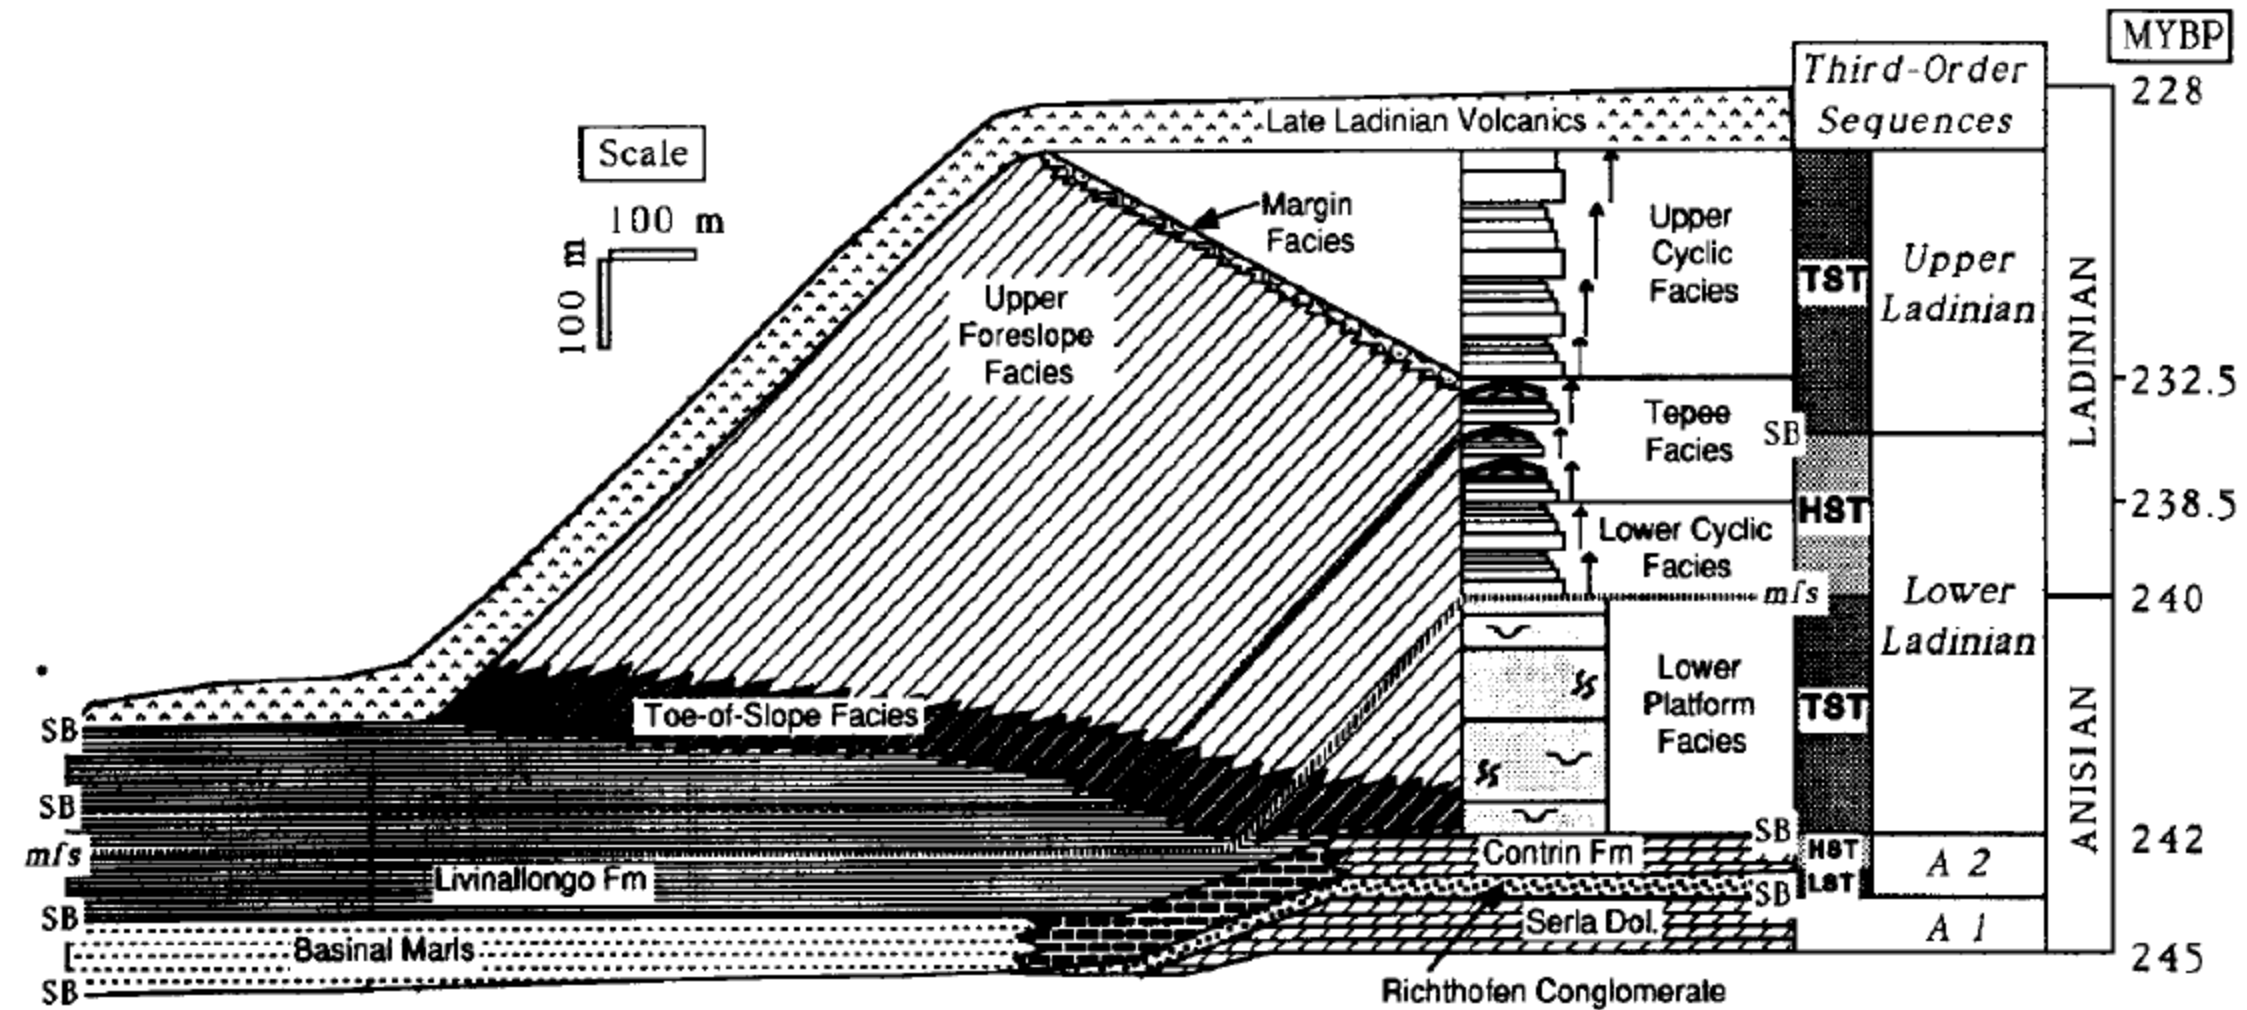 MYBP
Third-Order
Sequences
228
Late Ladinian Volcanics
Scale
100 m
100 m
Margin
Facies
Upper
Cyclic
Facies
TST
Upper
Ladinian
LADINIAN
Upper
Foreslope
Facies
232.5
Tepee
Facies
SB
238.5
HST
Lower Cyclic
Facies
mfs
240
Lower
Ladinian
Lower
Platform
Facies
TST
ANISIAN
Toe-of-Slope Facies
SB
SB
mfs
SB
SB
Livinallongo Fm
Basinal Marls
SB
242
Contrin Fm
HST
LST
A 2
SB
Serla Dol.
A 1
245
Richthofen Conglomerate